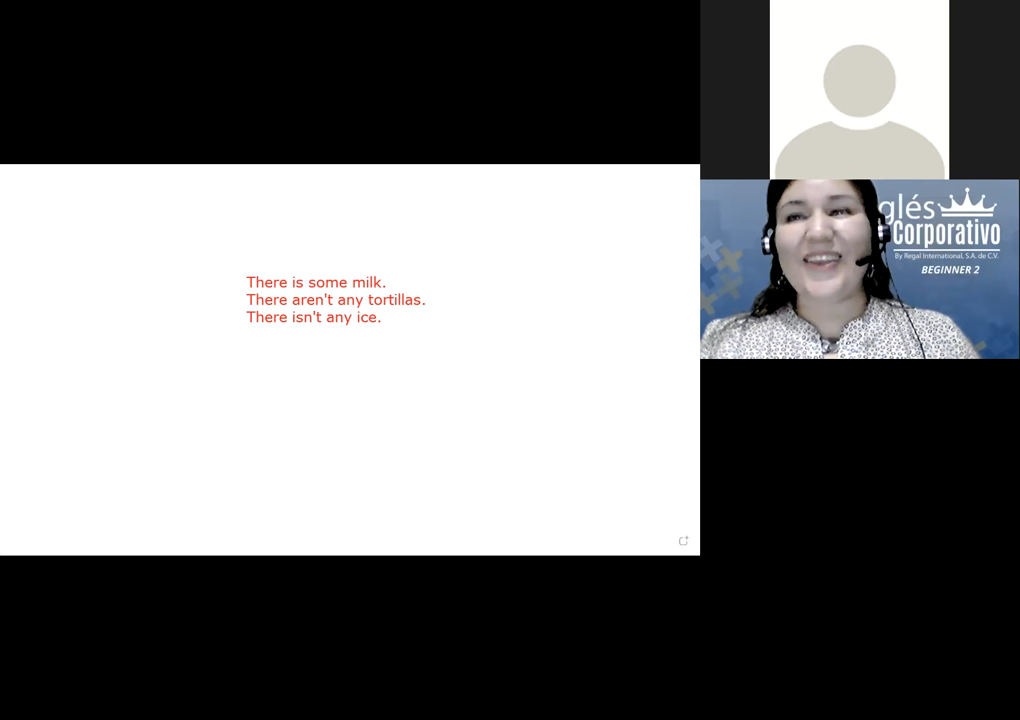 There is some milk.
There aren't any tortillas.
There isn't any ice.
glés
Corporativo
By Regal International, S.A. de C.V.
BEGINNER 2